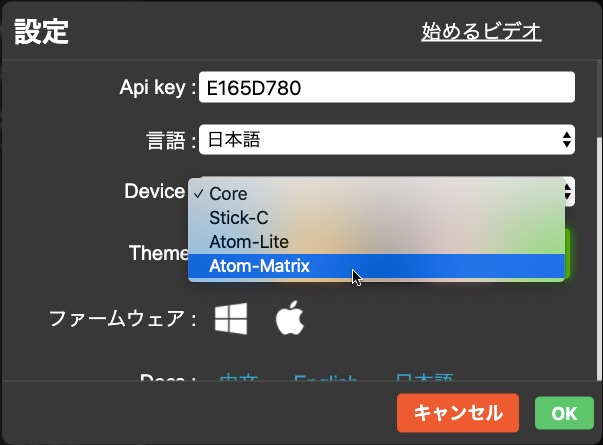 設定 始めるビデオ
Api key : E165D780
言語 : 日本語
Device
✓ Core
Stick-C
Atom-Lite
Theme
Atom-Matrix
ファームウェア :
Docs : 中文 English 日本語
キャンセル OK